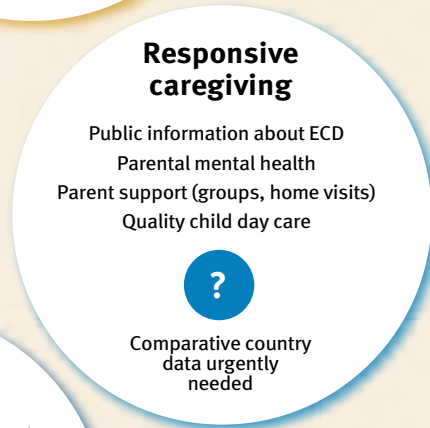 Responsive
caregiving
Public information about ECD
Parental mental health
Parent support (groups, home visits)
Quality child day care
?
Comparative country
data urgently
needed